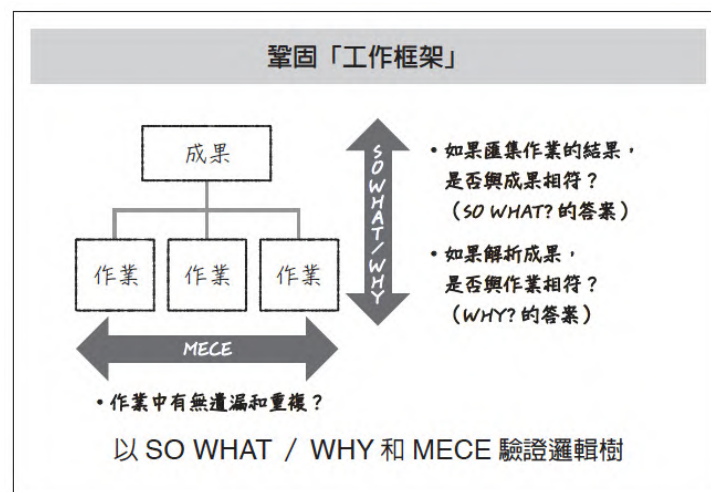 鞏固「工作框架」
成果
作業
作業
作業
SO WHAT/WHY
MECE
•作業中有無遺漏和重複?
•如果匯集作業的結果,
是否與成果相符?
(SO WHAT?的答案)
•如果解析成果,
是否與作業相符?
(WHY?的答案)
以 SO WHAT / WHY 和 MECE 驗證邏輯樹